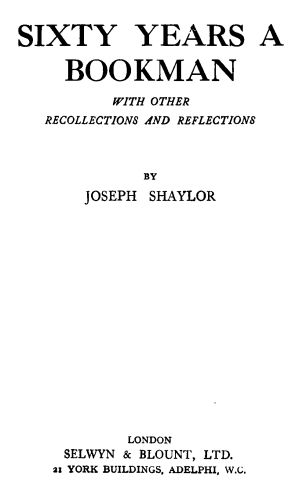 SIXTY YEARS A
BOOKMAN
WITH OTHER
RECOLLECTIONS AND REFLECTIONS
BY
JOSEPH SHAYLOR
LONDON
SELWYN & BLOUNT, LTD.
21 YORK BUILDINGS, ADELPHI, W.C.